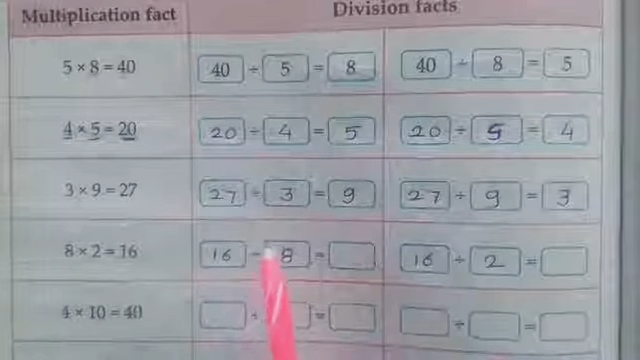 Multiplication fact Division facts
5 × 8 = 40 40 ÷ 5 = 8 40 ÷ 8 = 5
4 × 5 = 20 20 ÷ 4 = 5 20 ÷ 5 = 4
3 × 9 = 27 27 ÷ 3 = 9 27 ÷ 9 = 3
8 × 2 = 16 16 ÷ 8 = 16 ÷ 2 =
4 × 10 = 40 ÷ = ÷ =